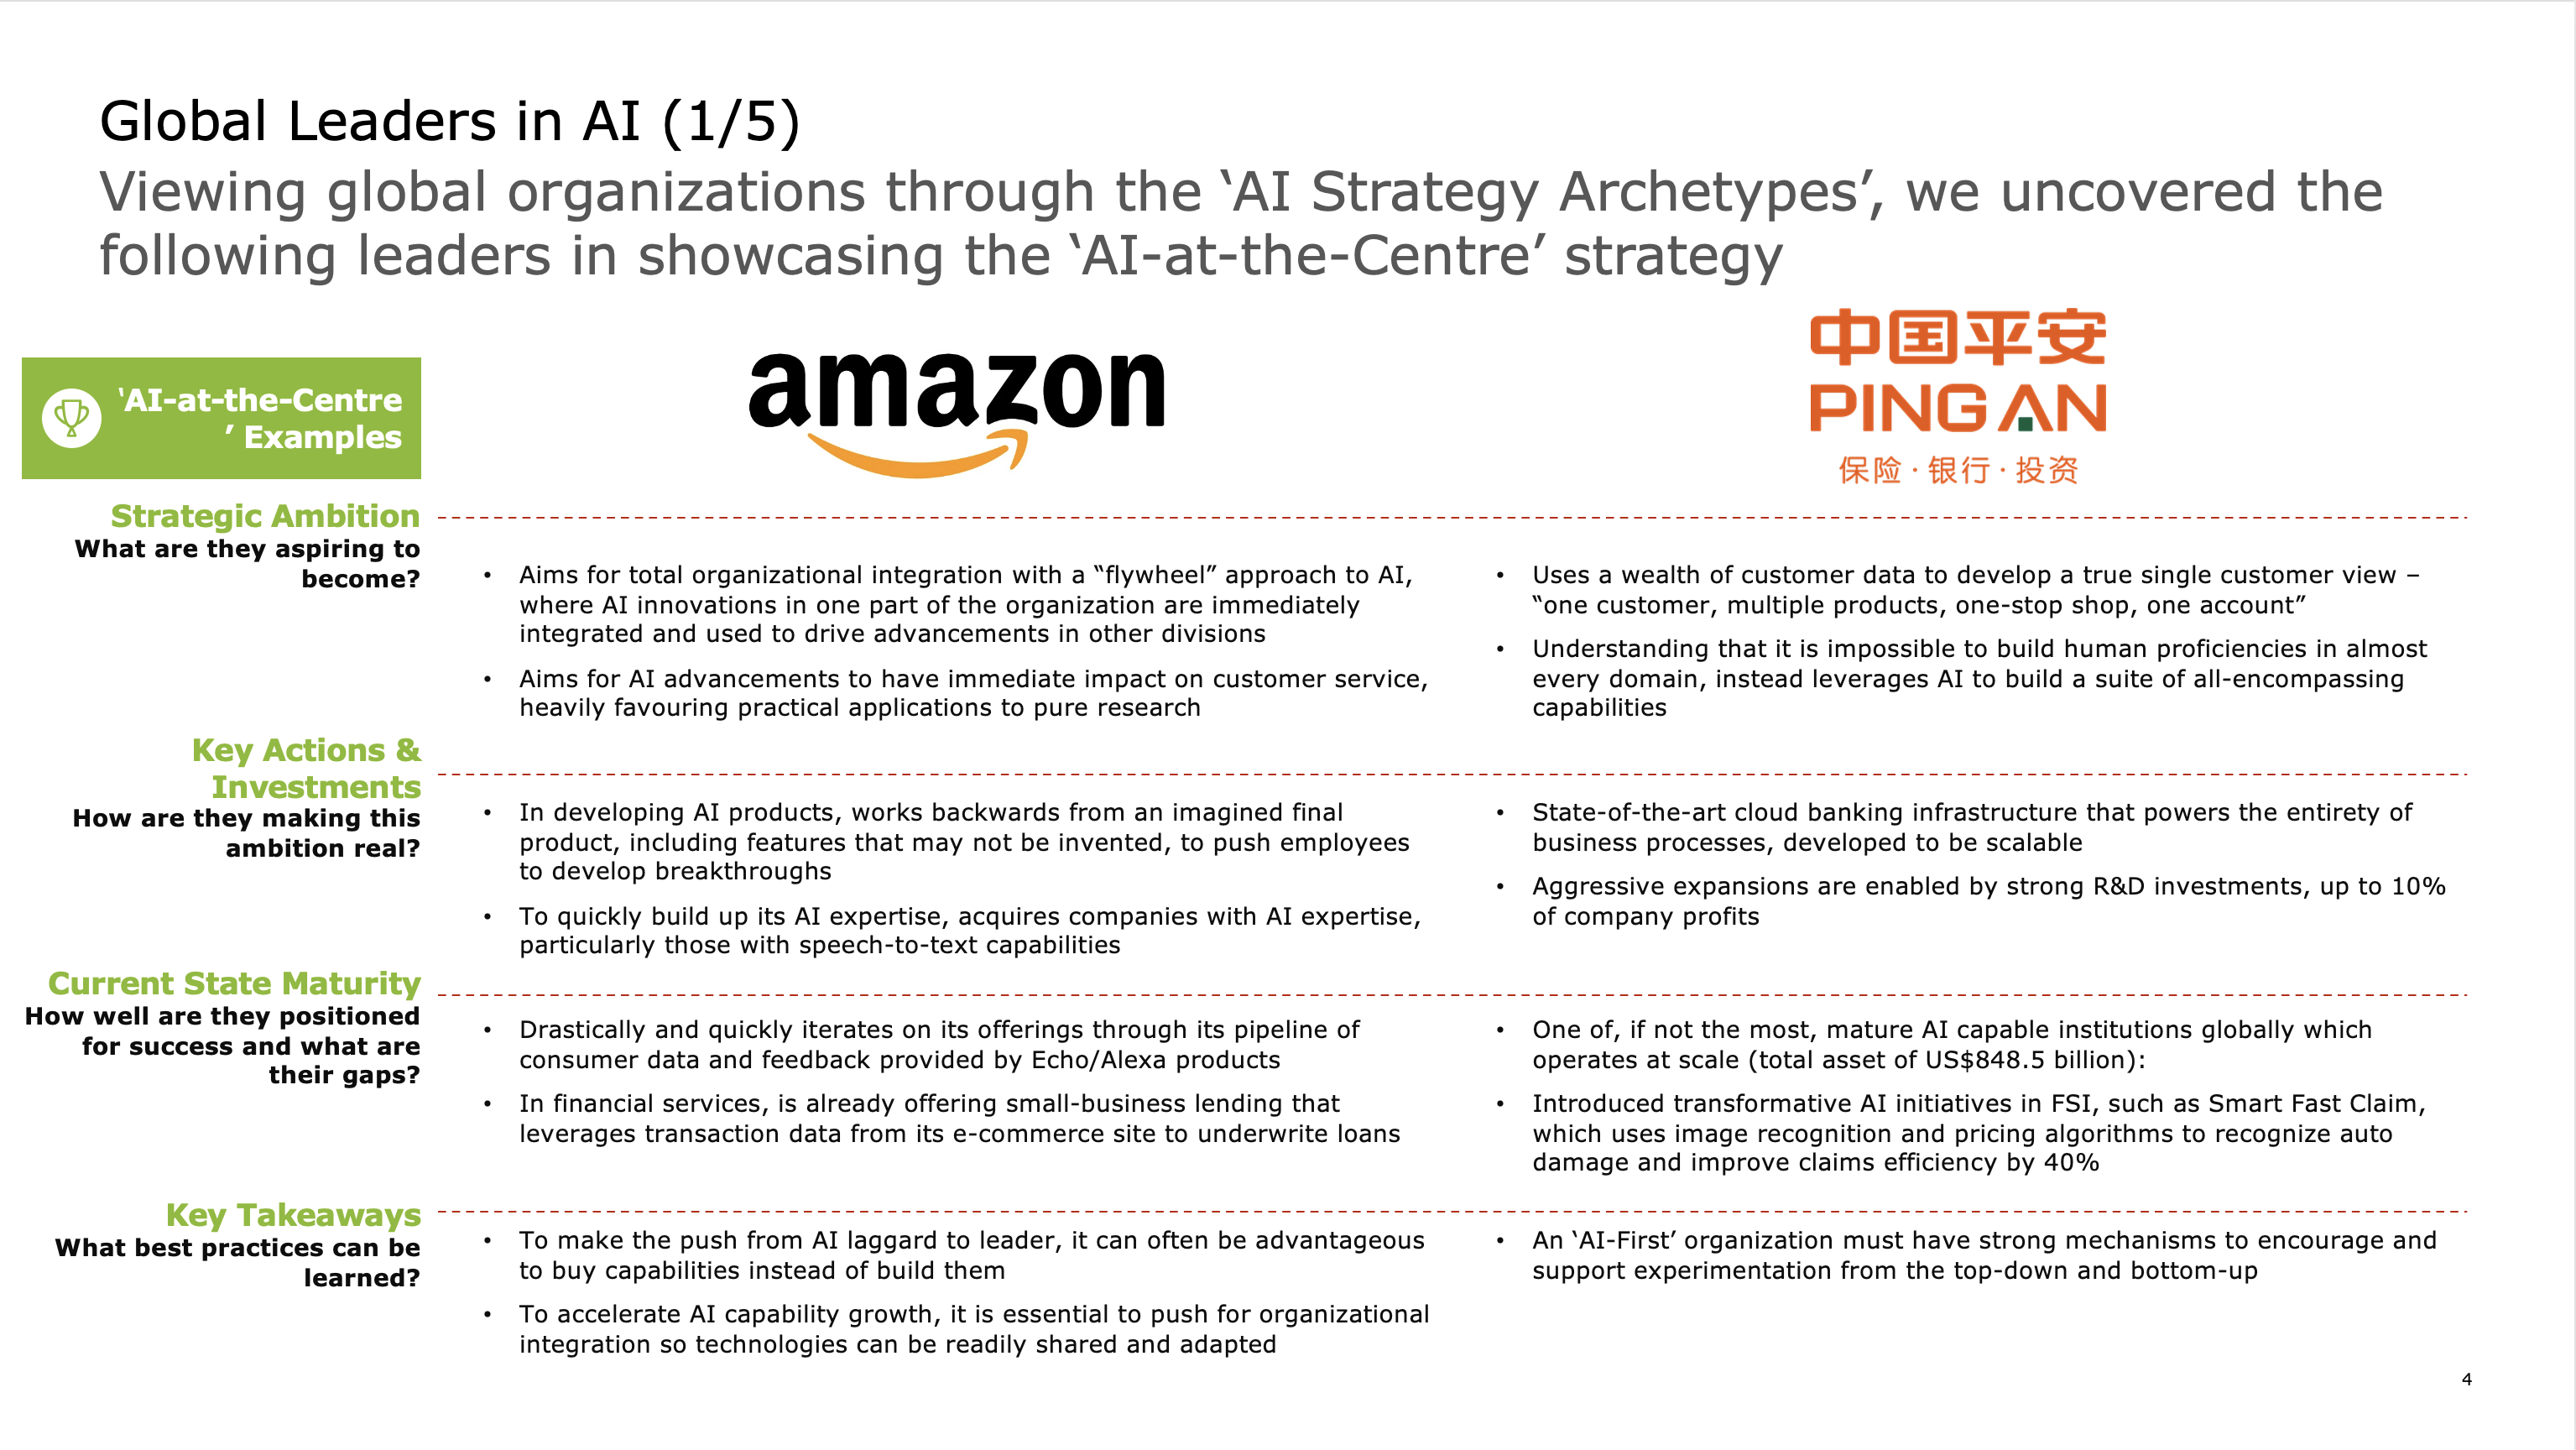 Global Leaders in AI (1/5)
Viewing global organizations through the ‘AI Strategy Archetypes’, we uncovered the
following leaders in showcasing the ‘AI-at-the-Centre’ strategy
‘AI-at-the-Centre
’ Examples
amazon
中国平安
PING AN
保险·银行·投资
Strategic Ambition
What are they aspiring to
become?
• Aims for total organizational integration with a “flywheel” approach to AI,
where AI innovations in one part of the organization are immediately
integrated and used to drive advancements in other divisions
• Aims for AI advancements to have immediate impact on customer service,
heavily favouring practical applications to pure research
• Uses a wealth of customer data to develop a true single customer view –
“one customer, multiple products, one-stop shop, one account”
• Understanding that it is impossible to build human proficiencies in almost
every domain, instead leverages AI to build a suite of all-encompassing
capabilities
Key Actions &
Investments
How are they making this
ambition real?
• In developing AI products, works backwards from an imagined final
product, including features that may not be invented, to push employees
to develop breakthroughs
• To quickly build up its AI expertise, acquires companies with AI expertise,
particularly those with speech-to-text capabilities
• State-of-the-art cloud banking infrastructure that powers the entirety of
business processes, developed to be scalable
• Aggressive expansions are enabled by strong R&D investments, up to 10%
of company profits
Current State Maturity
How well are they positioned
for success and what are
their gaps?
• Drastically and quickly iterates on its offerings through its pipeline of
consumer data and feedback provided by Echo/Alexa products
• In financial services, is already offering small-business lending that
leverages transaction data from its e-commerce site to underwrite loans
• One of, if not the most, mature AI capable institutions globally which
operates at scale (total asset of US$848.5 billion):
• Introduced transformative AI initiatives in FSI, such as Smart Fast Claim,
which uses image recognition and pricing algorithms to recognize auto
damage and improve claims efficiency by 40%
Key Takeaways
What best practices can be
learned?
• To make the push from AI laggard to leader, it can often be advantageous
to buy capabilities instead of build them
• To accelerate AI capability growth, it is essential to push for organizational
integration so technologies can be readily shared and adapted
• An ‘AI-First’ organization must have strong mechanisms to encourage and
support experimentation from the top-down and bottom-up
4